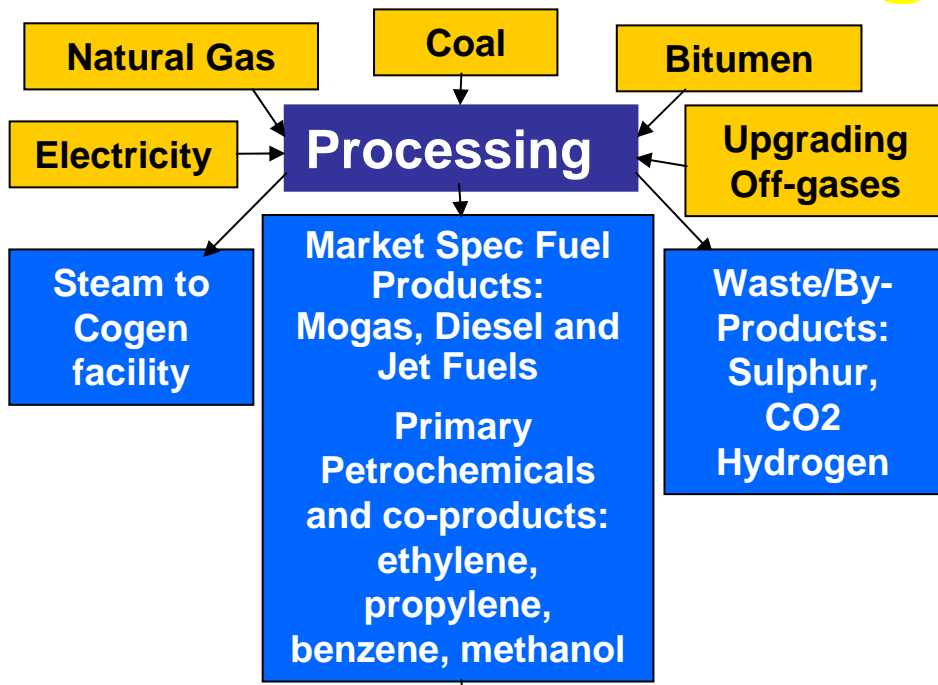 Natural Gas
Coal
Bitumen
Electricity
Processing
Upgrading
Off-gases
Steam to
Cogen
facility
Market Spec Fuel
Products:
Mogas, Diesel and
Jet Fuels
Primary
Petrochemicals
and co-products:
ethylene,
propylene,
benzene, methanol
Waste/By-
Products:
Sulphur,
CO2
Hydrogen